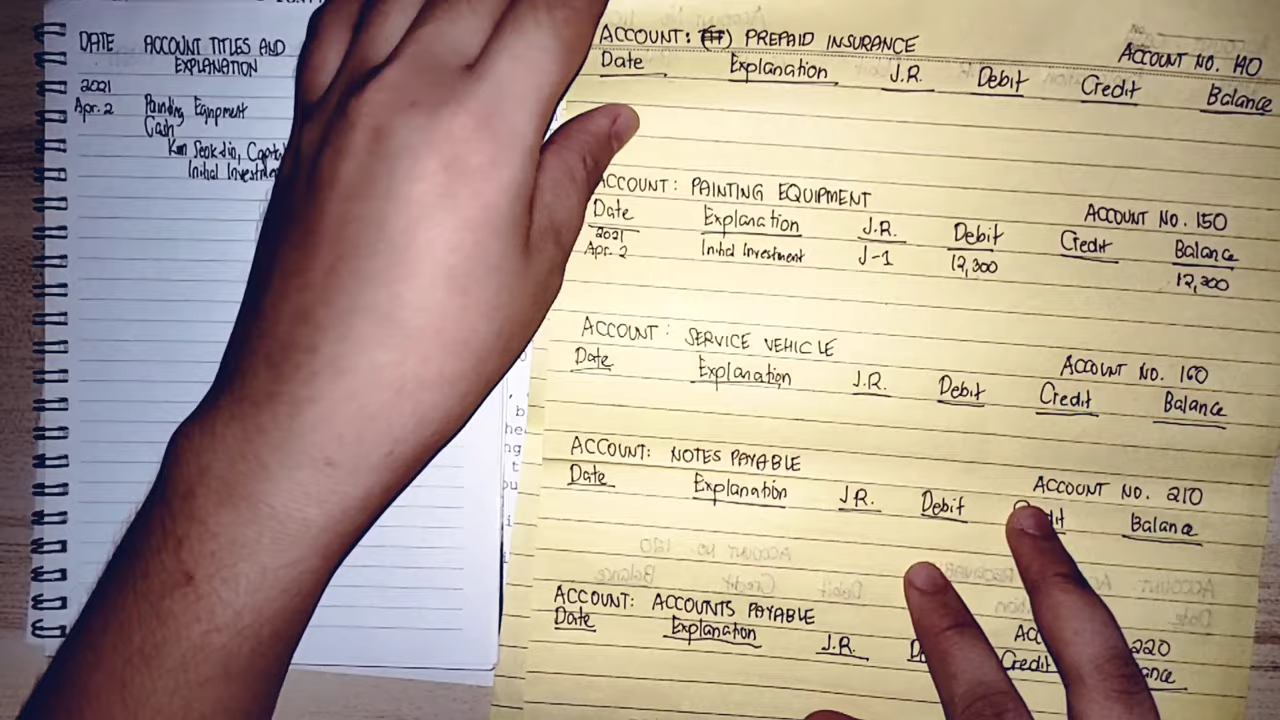 DATE ACCOUNT TITLES AND
EXPLANATION
2021
Apr. 2 Painting Equipment
Cash
Kim Seok-Jin,
Initial
ACCOUNT: PREPAID INSURANCE ACCOUNT NO. 140
Date Explanation J.R. Debit Credit Balance
ACCOUNT: PAINTING EQUIPMENT ACCOUNT NO. 150
Date Explanation J.R. Debit Credit Balance
2021
Apr. 2 Initial Investment J-1 12,300 12,300
ACCOUNT: SERVICE VEHICLE ACCOUNT NO. 160
Date Explanation J.R. Debit Credit Balance
ACCOUNT: NOTES PAYABLE ACCOUNT NO. 210
Date Explanation J.R. Debit Balance
ACCOUNT: ACCOUNTS PAYABLE 220
Date Explanation J.R. Credit